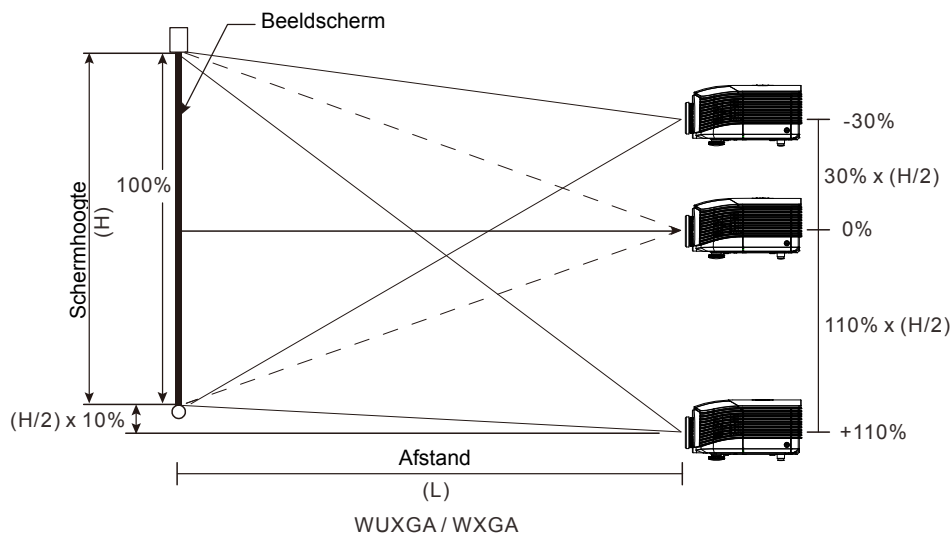 Beeldscherm
-30%
30% x (H/2)
100%
Schermhoogte
(H)
0%
110% x (H/2)
(H/2) x 10%
+110%
Afstand
(L)
WUXGA / WXGA